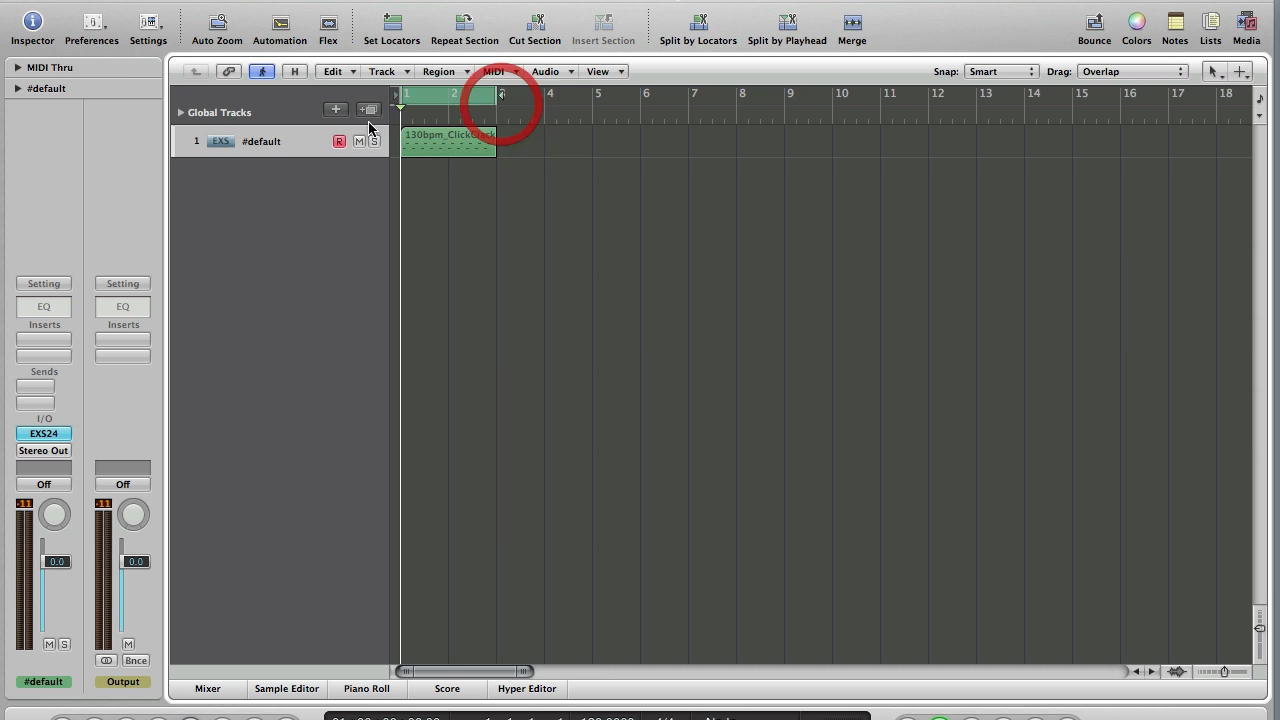 Inspector Preferences Settings Auto Zoom Automation Flex Set Locators Repeat Section Cut Section Insert Section Split by Locators Split by Playhead Merge Bounce Colors Notes Lists Media
MIDI Thru
Edit Track Region MIDI Audio View Snap: Smart Drag: Overlap
#default
1 2 3 4 5 6 7 8 9 10 11 12 13 14 15 16 17 18
Global Tracks
1 EXS #default R M S
130bpm_ClickClack
Setting Setting
EQ EQ
Inserts Inserts
Sends
I/O
EXS24
Stereo Out
Off Off
-11 -11
0.0 0.0
M S M
Bnce
#default Output
Mixer Sample Editor Piano Roll Score Hyper Editor